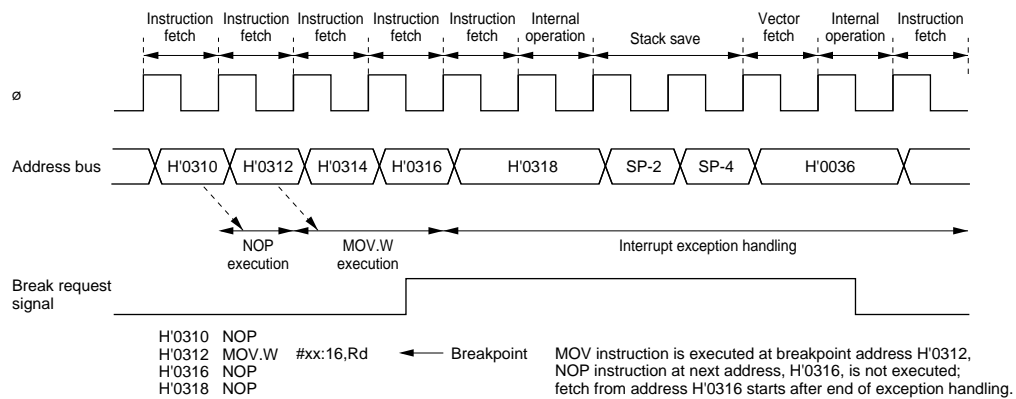 Instruction fetch Instruction fetch Instruction fetch Instruction fetch Instruction fetch Internal operation Stack save Vector fetch Internal operation Instruction fetch
ø
Address bus H'0310 H'0312 H'0314 H'0316 H'0318 SP-2 SP-4 H'0036
NOP execution MOV.W execution Interrupt exception handling
Break request signal
H'0310 NOP
H'0312 MOV.W #xx:16,Rd Breakpoint MOV instruction is executed at breakpoint address H'0312,
H'0316 NOP NOP instruction at next address, H'0316, is not executed;
H'0318 NOP fetch from address H'0316 starts after end of exception handling.